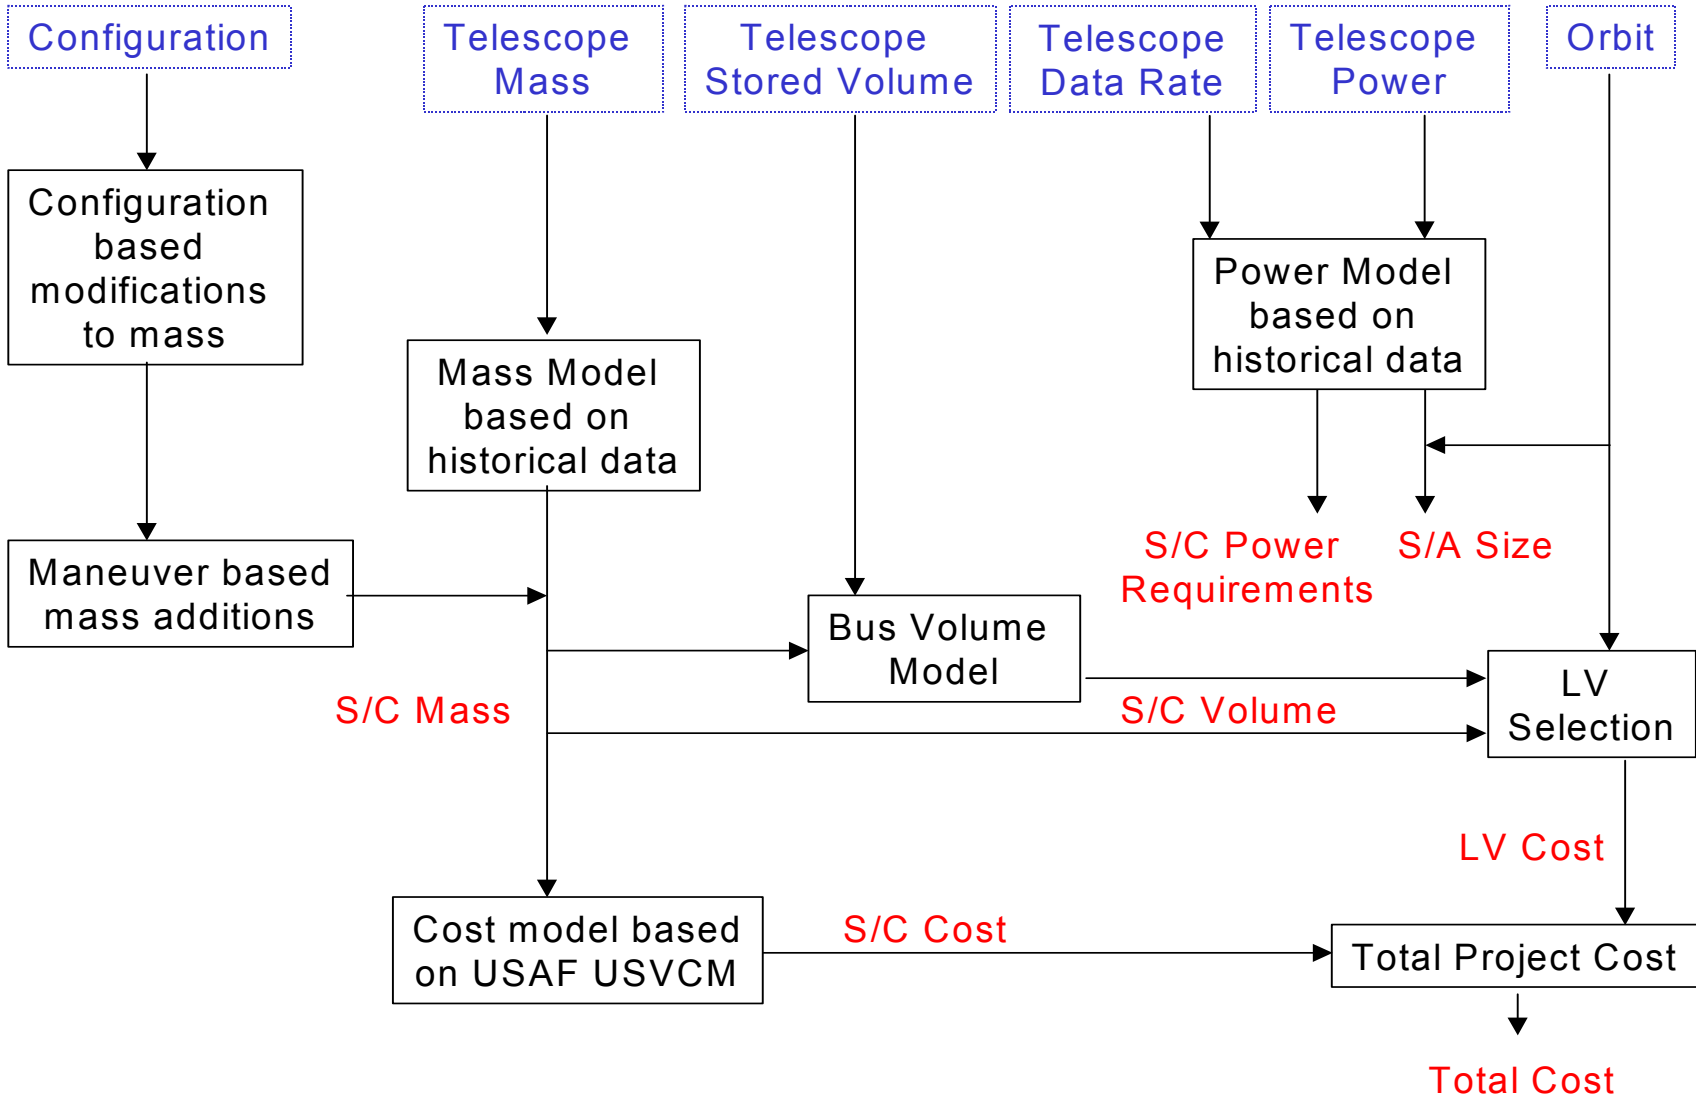 Configuration
Telescope
Mass
Telescope
Stored Volume
Telescope
Data Rate
Telescope
Power
Orbit
Configuration
based
modifications
to mass
Power Model
based on
historical data
Mass Model
based on
historical data
S/C Power
Requirements
S/A Size
Maneuver based
mass additions
Bus Volume
Model
S/C Mass
S/C Volume
LV
Selection
LV Cost
Cost model based
on USAF USVCM
S/C Cost
Total Project Cost
Total Cost